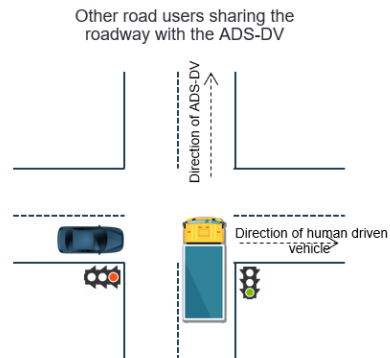 Other road users sharing the
roadway with the ADS-DV
Direction of ADS-DV
Direction of human driven
vehicle